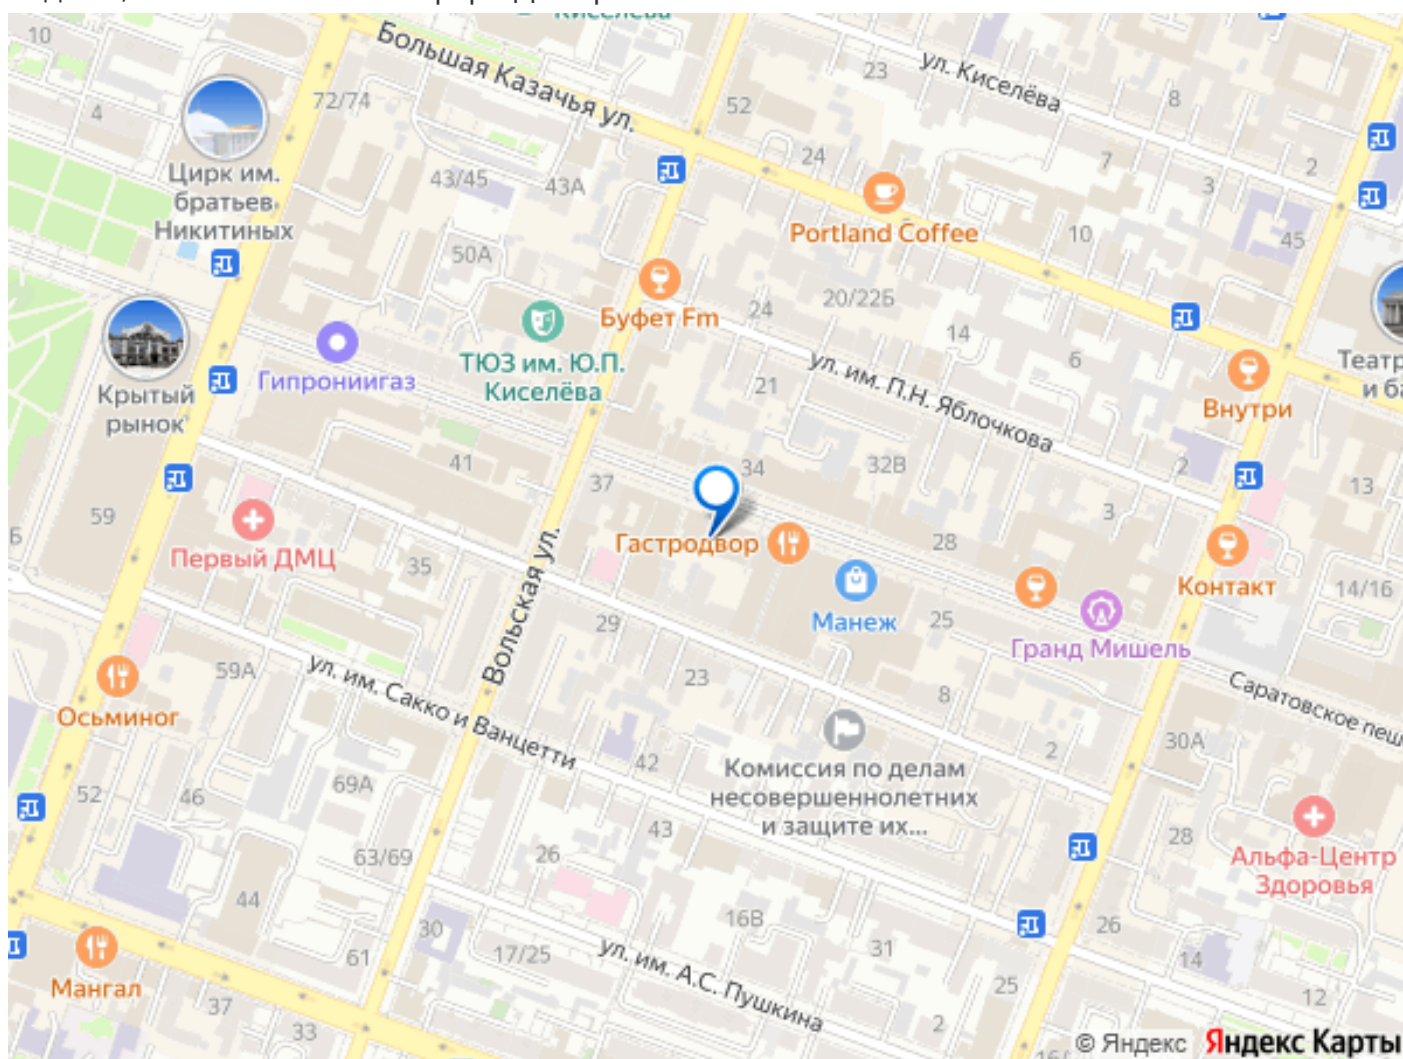 Киселёва
10
Большая Казачья ул.
23
ул. Киселёва
8
72/74
52
4
24
7
2
Цирк им.
братьев
Никитиных
43/45
43А
3
Portland Coffee
10
45
50А
24
20/22Б
Буфет Fm
14
6
Театр
и ба
ТЮЗ им. Ю.П.
Киселёва
Гипрониигаз
Крытый
рынок
21
ул. им. П.Н. Яблочкова
Внутри
41
37
34
32В
2
13
59
Б
3
Первый ДМЦ
35
Гастродвор
28
Контакт
14/16
Вольская ул.
29
Манеж
25
Гранд Мишель
59А
ул. им. Сакко и Ванцетти
23
8
Саратовское пеш
Осьминог
2
30А
42
Комиссия по делам
несовершеннолетних
и защите их...
52
46
69А
43
28
63/69
26
Альфа-Центр
Здоровья
44
16В
26
30
31
61
17/25
14
Мангал
ул. им. А.С. Пушкина
25
12
37
33
2
© Яндекс Яндекс Карты